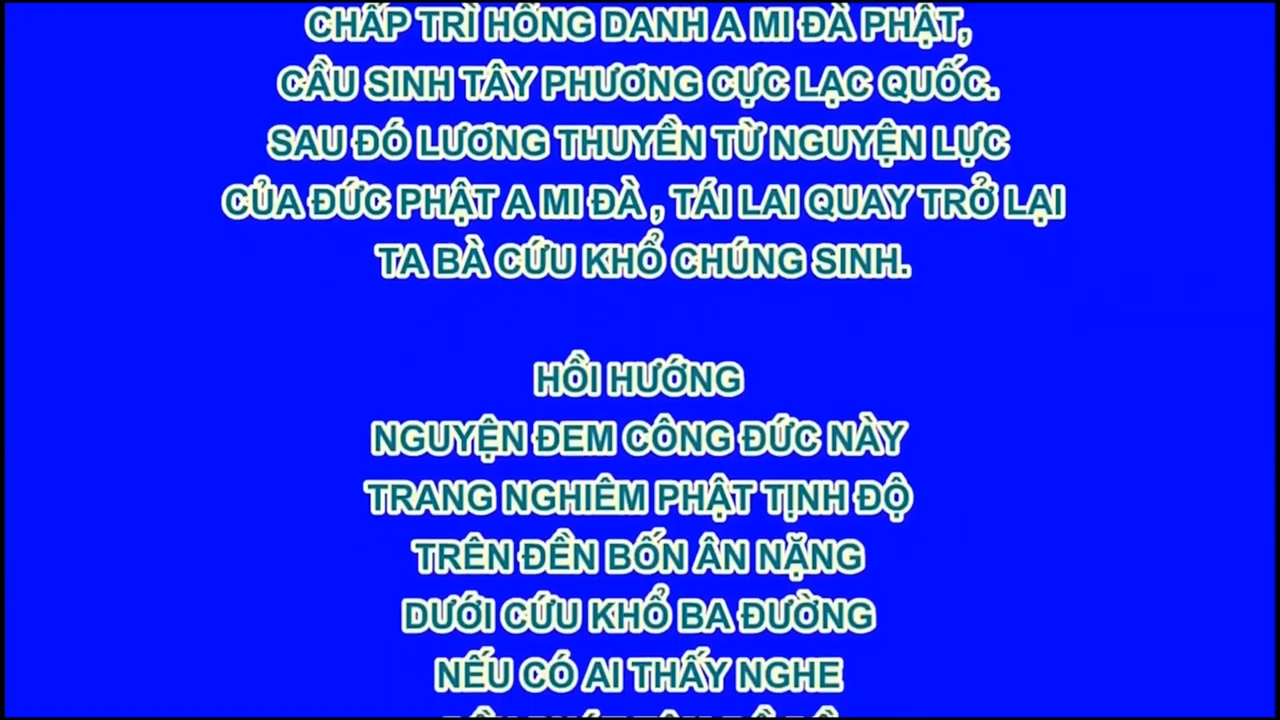 CHẤP TRÌ HỒNG DANH A MI ĐÀ PHẬT,
CẦU SINH TÂY PHƯƠNG CỰC LẠC QUỐC.
SAU ĐÓ LƯƠNG THUYỀN TỪ NGUYỆN LỰC
CỦA ĐỨC PHẬT A MI ĐÀ , TÁI LAI QUAY TRỞ LẠI
TA BÀ CỨU KHỔ CHÚNG SINH.
HỒI HƯỚNG
NGUYỆN ĐEM CÔNG ĐỨC NÀY
TRANG NGHIÊM PHẬT TỊNH ĐỘ
TRÊN ĐỀN BỐN ÂN NẶNG
DƯỚI CỨU KHỔ BA ĐƯỜNG
NẾU CÓ AI THẤY NGHE